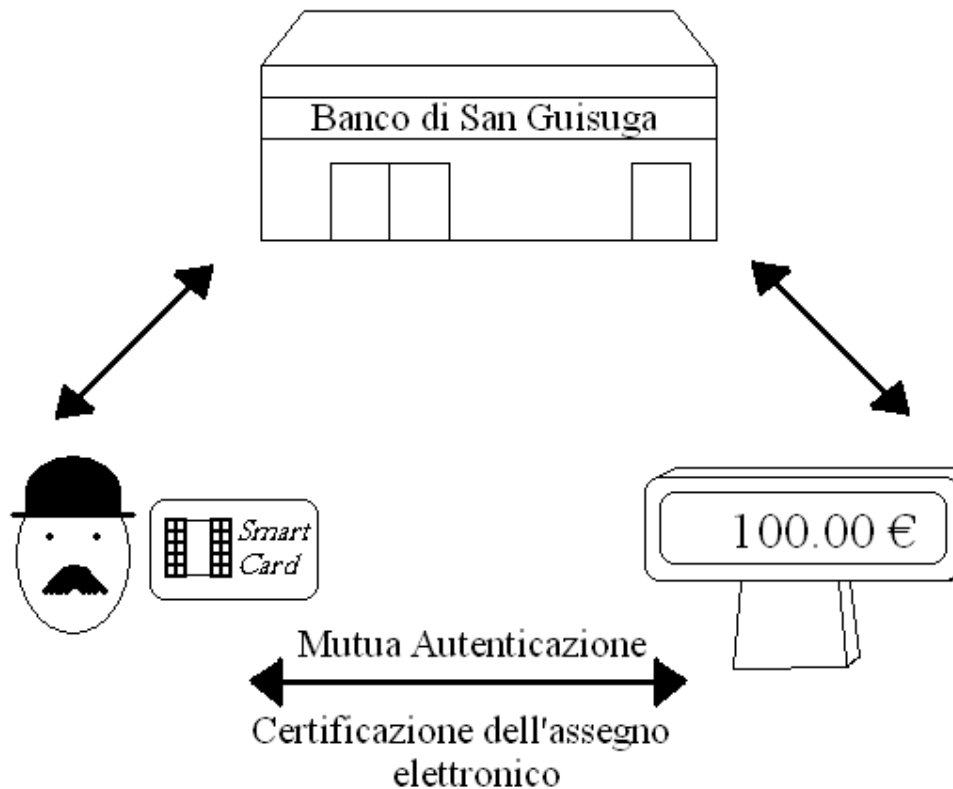 Banco di San Guisuga
Smart
Card
100.00 €
Mutua Autenticazione
Certificazione dell'assegno
elettronico